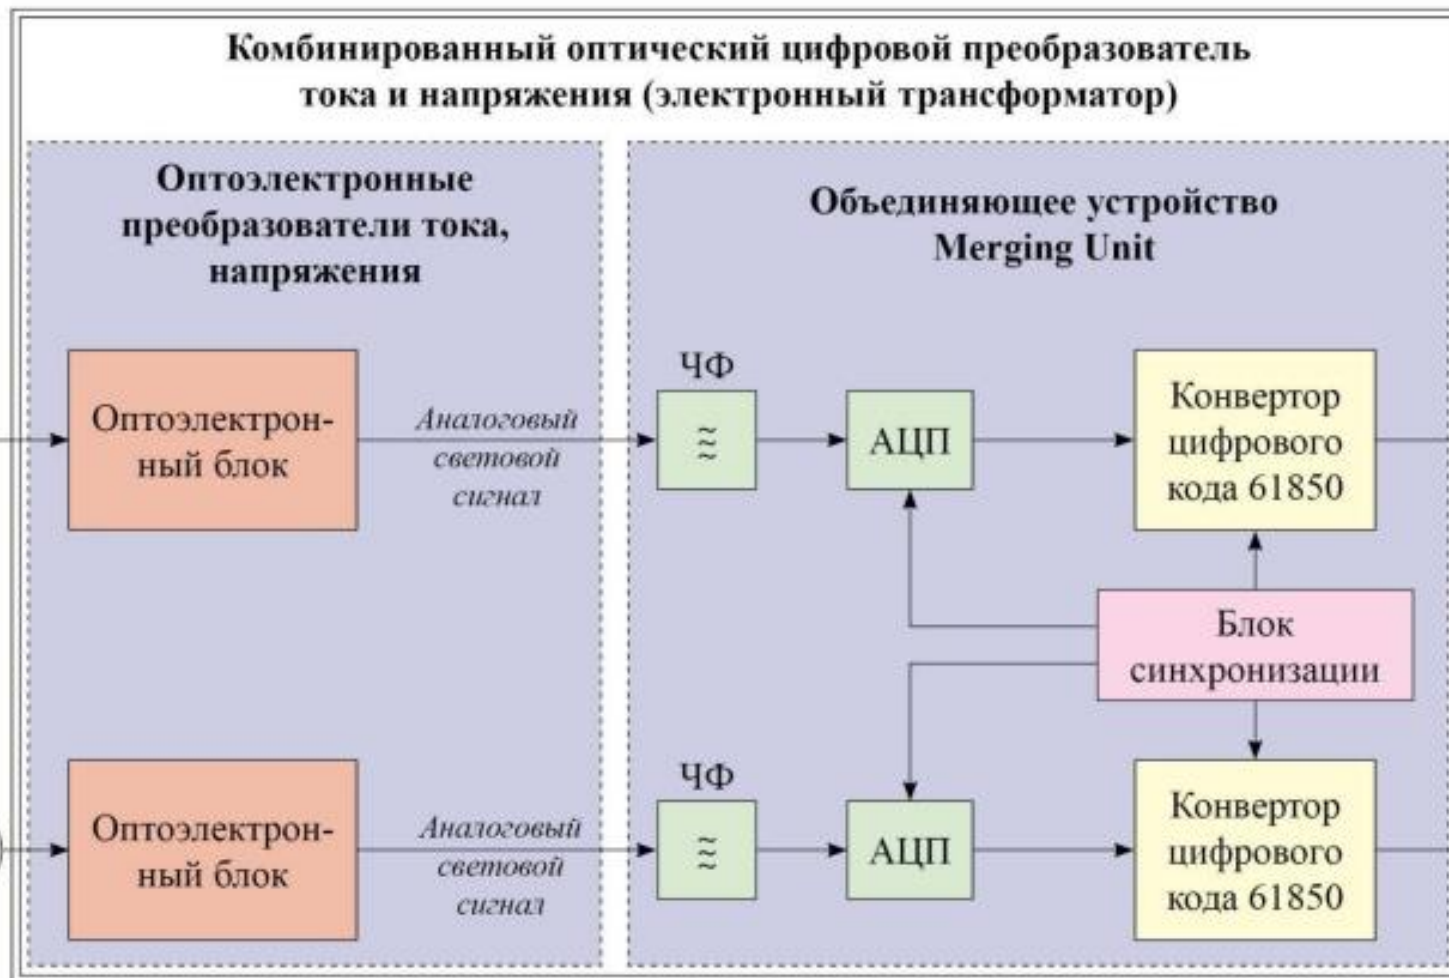 Комбинированный оптический цифровой преобразователь
тока и напряжения (электронный трансформатор)
Оптоэлектронные
преобразователи тока,
напряжения
Объединяющее устройство
Merging Unit
Оптоэлектрон-
ный блок
Аналоговый
световой
сигнал
ЧФ
АЦП
Конвертор
цифрового
кода 61850
Блок
синхронизации
Оптоэлектрон-
ный блок
Аналоговый
световой
сигнал
ЧФ
АЦП
Конвертор
цифрового
кода 61850